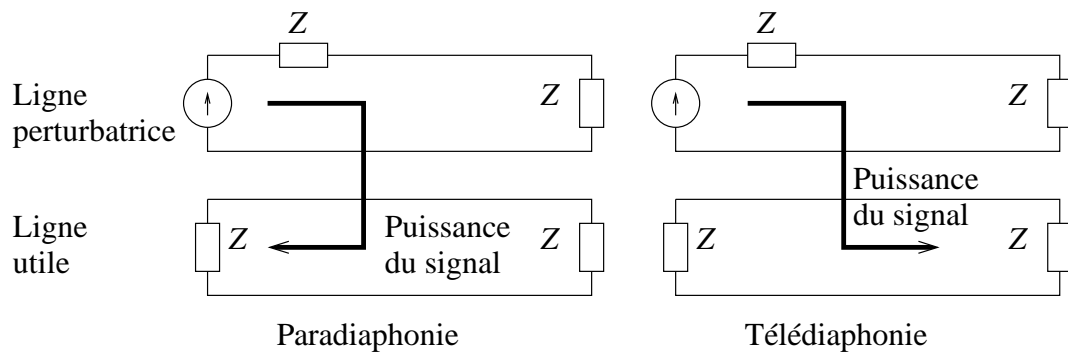 Z
Z
Ligne
perturbatrice
Z
Z
Ligne
utile
Z
Puissance
du signal
Z
Puissance
du signal
Z
Z
Paradiaphonie
Télédiaphonie